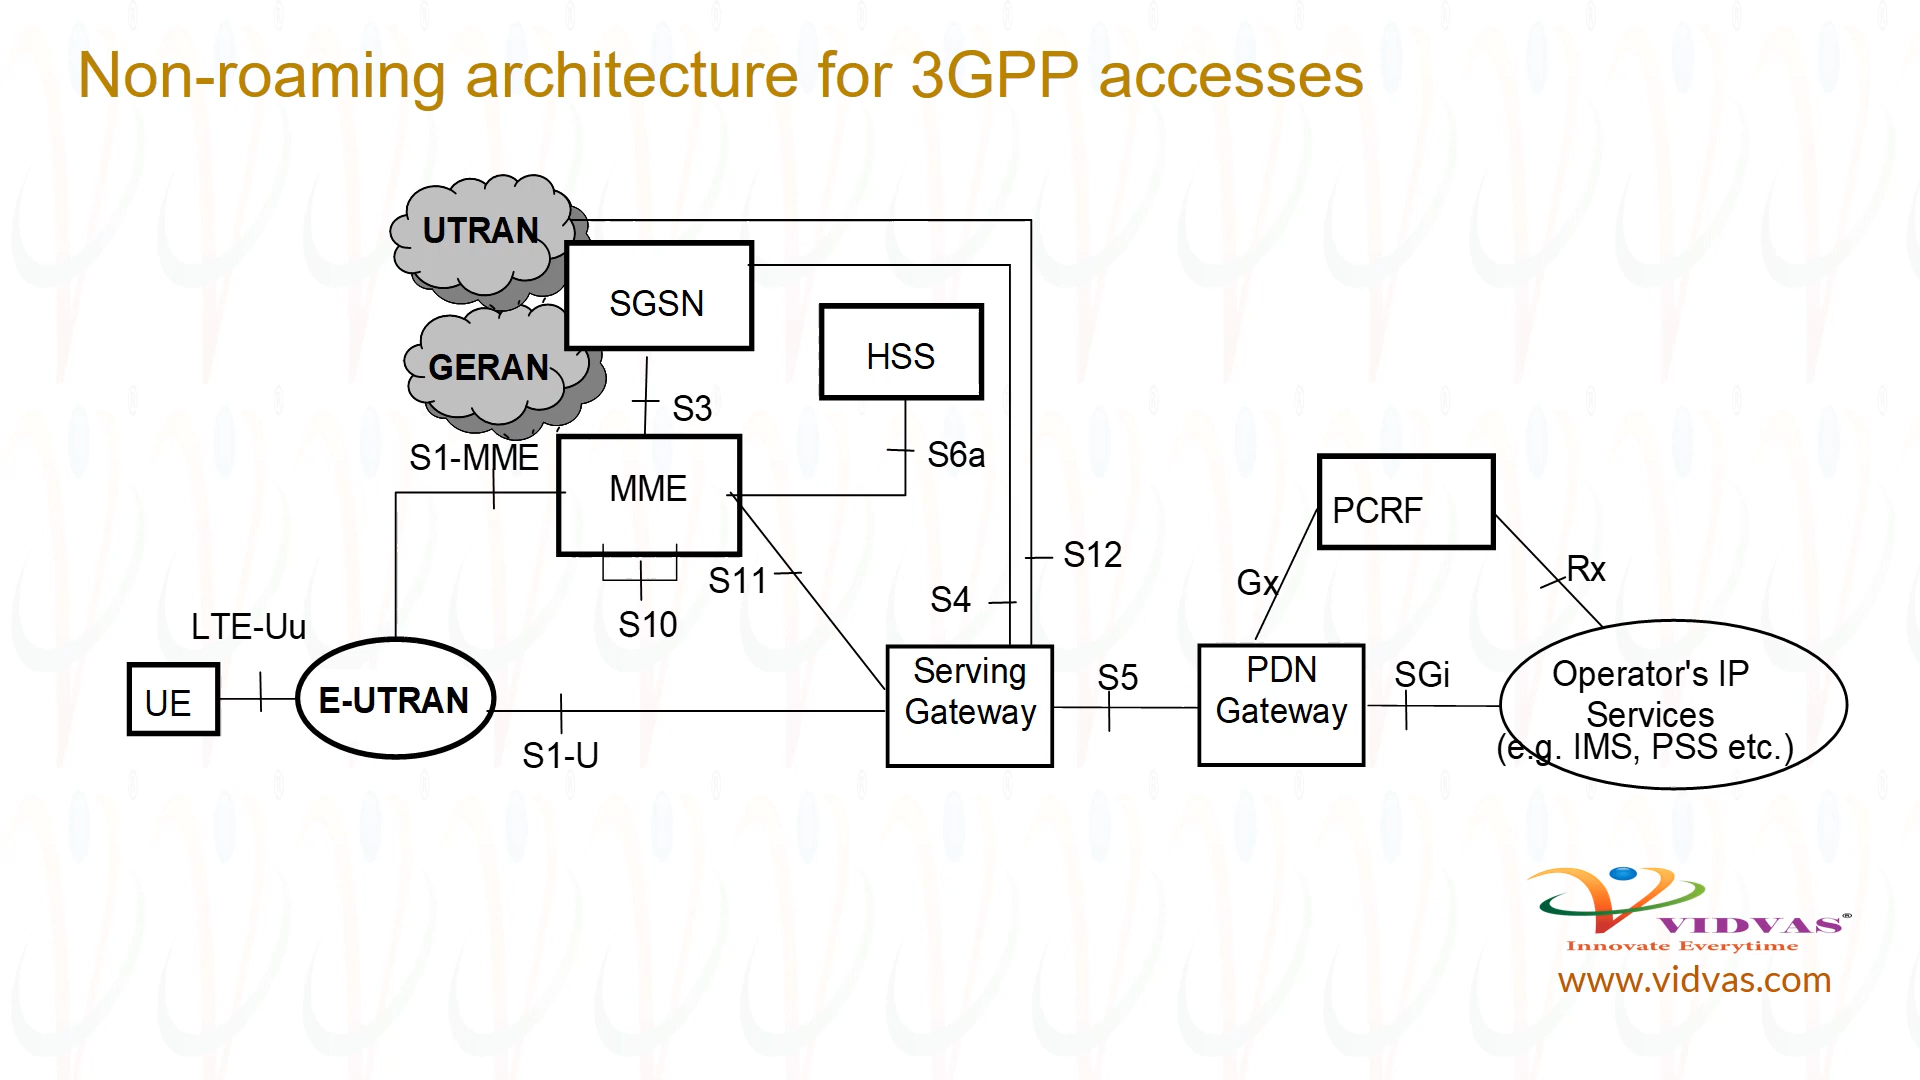 Non-roaming architecture for 3GPP accesses
UTRAN
SGSN
HSS
GERAN
S3
S1-MME
S6a
MME
PCRF
S12
Rx
S11
Gx
S4
S10
LTE-Uu
UE
E-UTRAN
Serving
Gateway
S5
PDN
Gateway
SGi
Operator's IP
Services
(e.g. IMS, PSS etc.)
S1-U
VIDVAS®
Innovate Everytime
www.vidvas.com